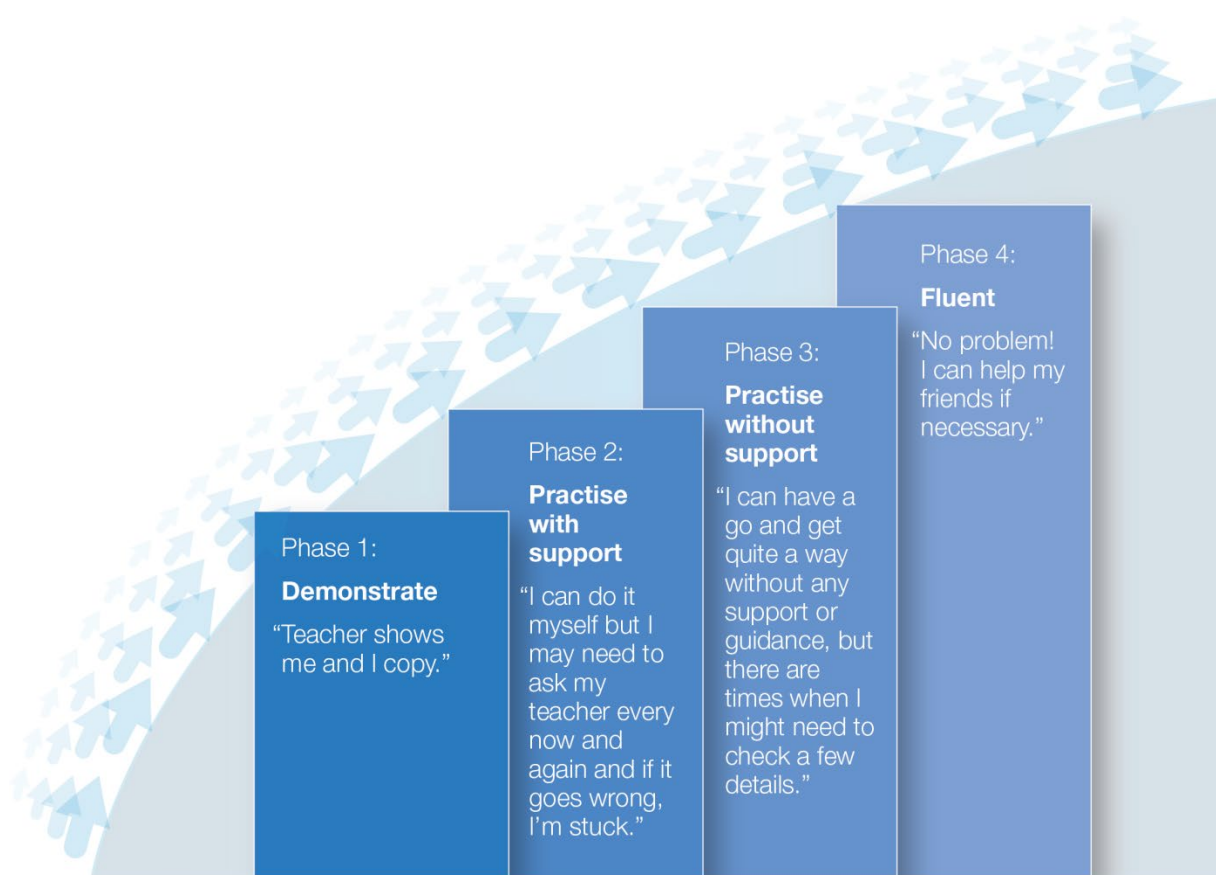 Phase 1:
Demonstrate
“Teacher shows
me and I copy.”
Phase 2:
Practise
with
support
“I can do it
myself but I
may need to
ask my
teacher every
now and
again and if it
goes wrong,
I’m stuck.”
Phase 3:
Practise
without
support
“I can have a
go and get
quite a way
without any
support or
guidance, but
there are
times when I
might need to
check a few
details.”
Phase 4:
Fluent
“No problem!
I can help my
friends if
necessary.”